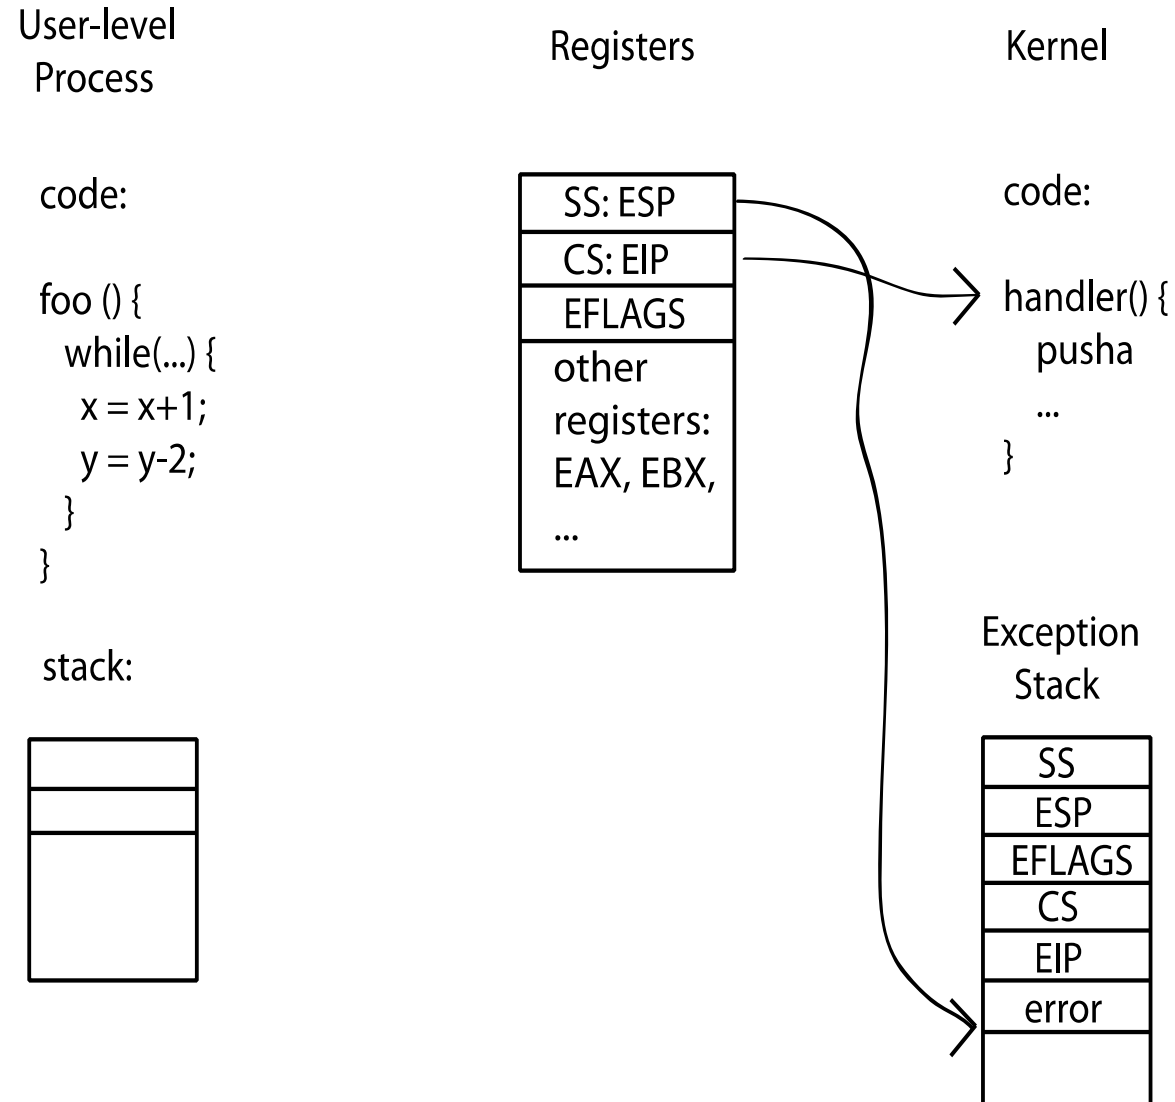 User-level
Process
code:
foo () {
while(...) {
x = x+1;
y = y-2;
}
}
stack:
Registers
SS: ESP
CS: EIP
EFLAGS
other
registers:
EAX, EBX,
...
Kernel
code:
handler() {
pusha
...
}
Exception
Stack
SS
ESP
EFLAGS
CS
EIP
error